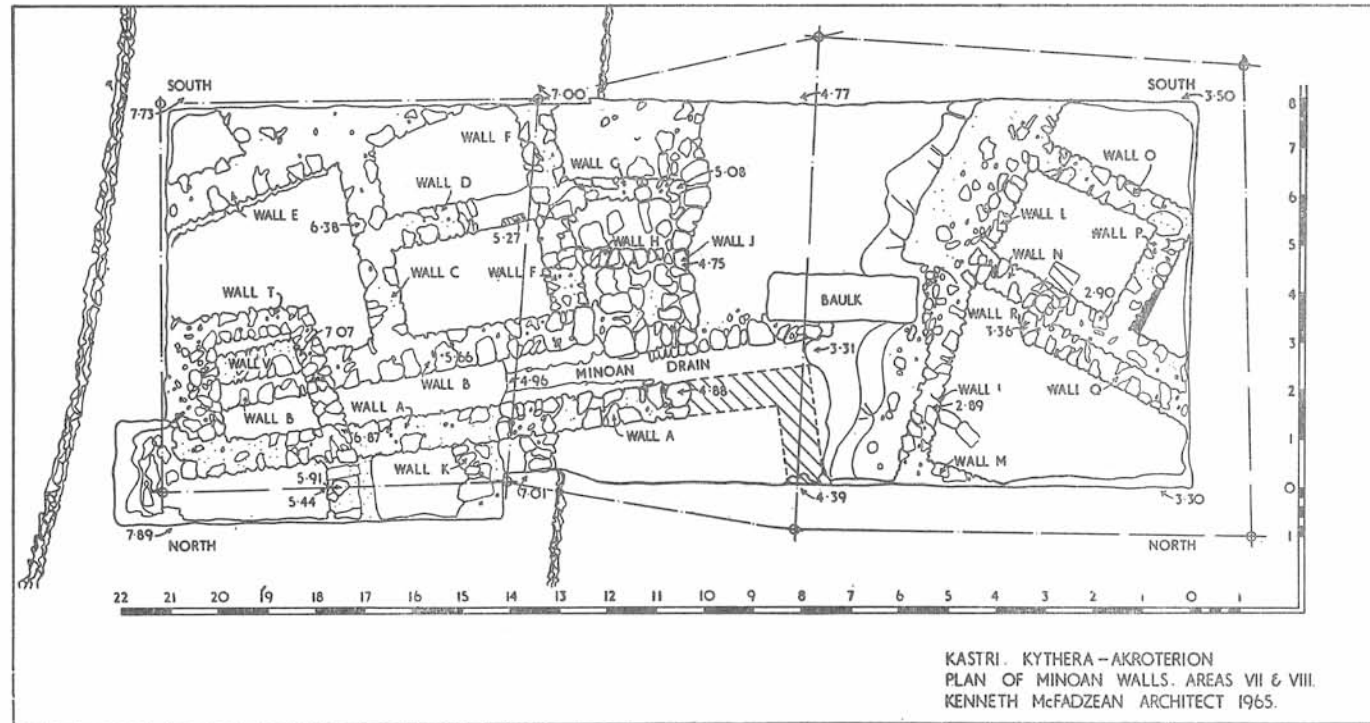 SOUTH
7·00
4·77
SOUTH
3·50
7·73
8
WALL F
7
WALL G
WALL O
5·08
WALL D
6
WALL E
WALL L
6·38
5·27
WALL P
WALL H
WALL J
5
WALL C
WALL F
4·75
WALL N
BAULK
2·90
4
WALL T
WALL R
7·07
3·36
3
5·66
3·31
WALL V
MINOAN DRAIN
WALL B
4·96
4·88
2
WALL A
WALL Q
WALL B
2·89
WALL A
6·87
1
WALL K
WALL M
5·91
7·01
0
5·44
4·39
3·30
7·89
NORTH
NORTH
1
22 21 20 19 18 17 16 15 14 13 12 11 10 9 8 7 6 5 4 3 2 1 0 1
KASTRI. KYTHERA – AKROTERION
PLAN OF MINOAN WALLS. AREAS VII & VIII.
KENNETH McFADZEAN ARCHITECT 1965.